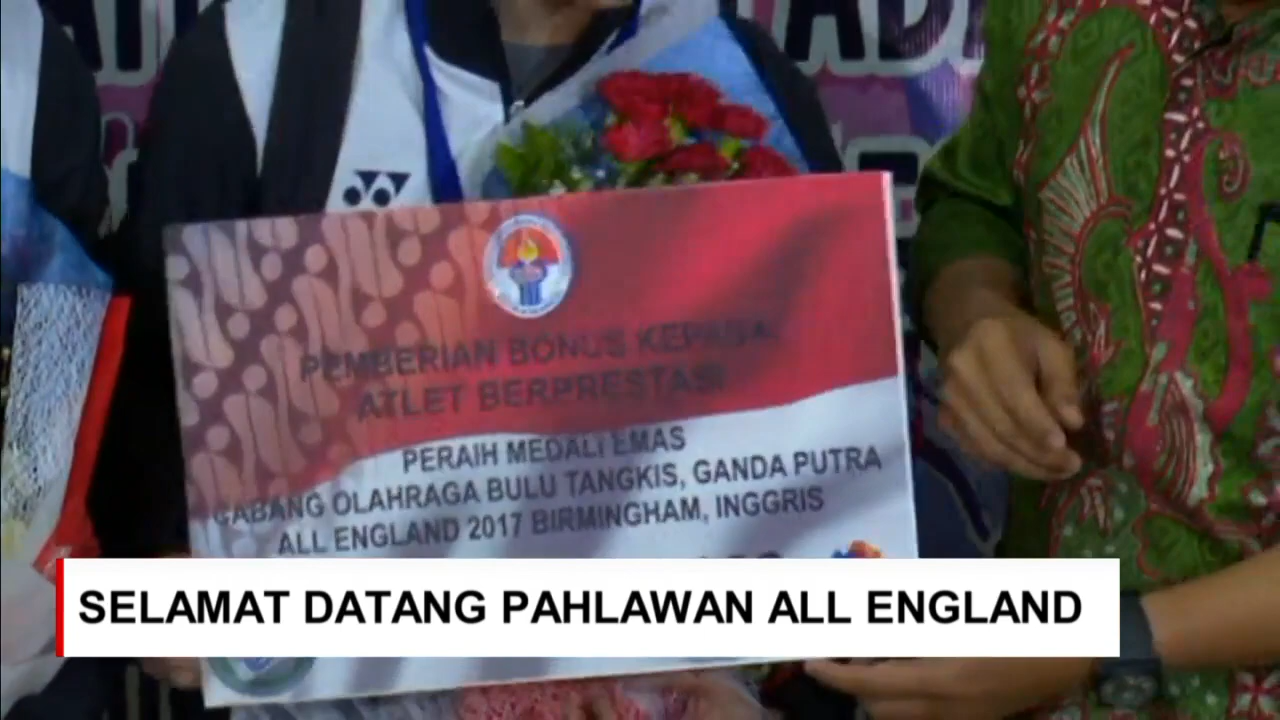 PEMBERIAN BONUS KEPADA
ATLET BERPRESTASI
PERAIH MEDALI EMAS
CABANG OLAHRAGA BULU TANGKIS, GANDA PUTRA
ALL ENGLAND 2017 BIRMINGHAM, INGGRIS
SELAMAT DATANG PAHLAWAN ALL ENGLAND